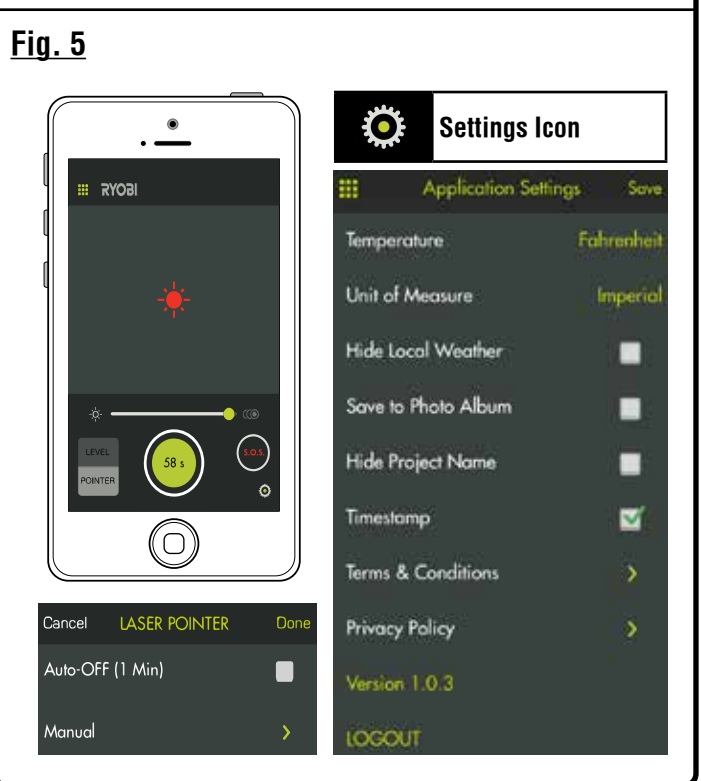 Fig. 5
RYOBI
LEVEL
POINTER
58 s
S.O.S.
Cancel LASER POINTER Done
Auto-OFF (1 Min)
Manual
Settings Icon
Application Settings Save
Temperature Fahrenheit
Unit of Measure Imperial
Hide Local Weather
Save to Photo Album
Hide Project Name
Timestamp
Terms & Conditions
Privacy Policy
Version 1.0.3
LOGOUT